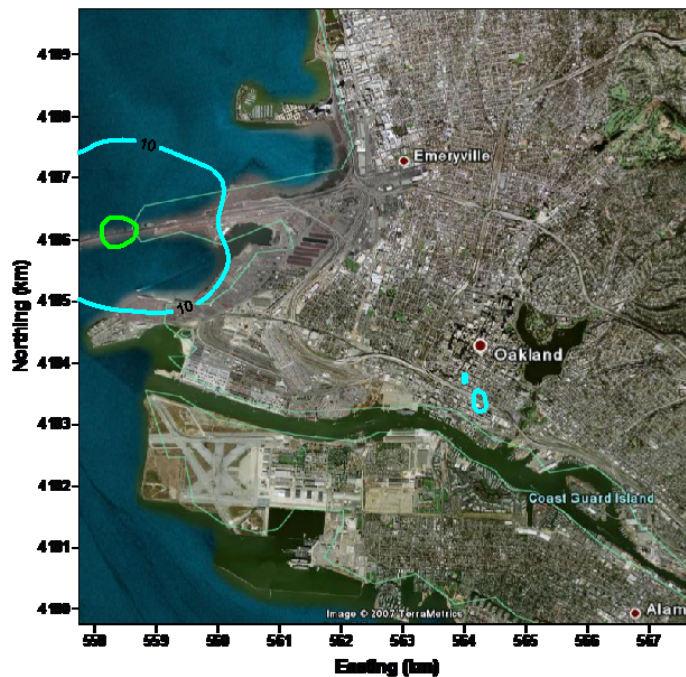 4189
4188
4187
4186
4185
4184
4183
4182
4181
4180
Northing (km)
10
10
Emeryville
Oakland
Coast Guard Island
Alam
Image © 2007 TerraMetrics
558 559 560 561 562 563 564 565 566 567
Easting (km)